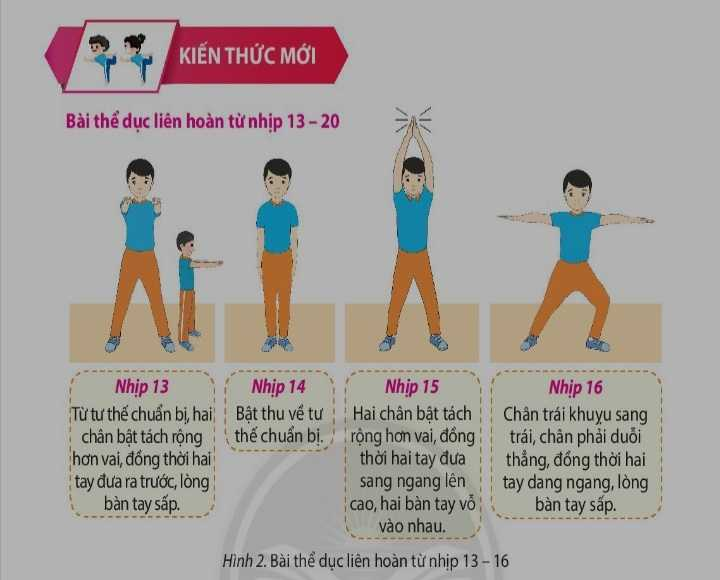 KIẾN THỨC MỚI
Bài thể dục liên hoàn từ nhịp 13 – 20
Nhịp 13
Từ tư thế chuẩn bị, hai
chân bật tách rộng
hơn vai, đồng thời hai
tay đưa ra trước, lòng
bàn tay sấp.
Nhịp 14
Bật thu về tư
thế chuẩn bị.
Nhịp 15
Hai chân bật tách
rộng hơn vai, đồng
thời hai tay đưa
sang ngang lên
cao, hai bàn tay vỗ
vào nhau.
Nhịp 16
Chân trái khuỵu sang
trái, chân phải duỗi
thẳng, đồng thời hai
tay dang ngang, lòng
bàn tay sấp.
Hình 2. Bài thể dục liên hoàn từ nhịp 13 – 16